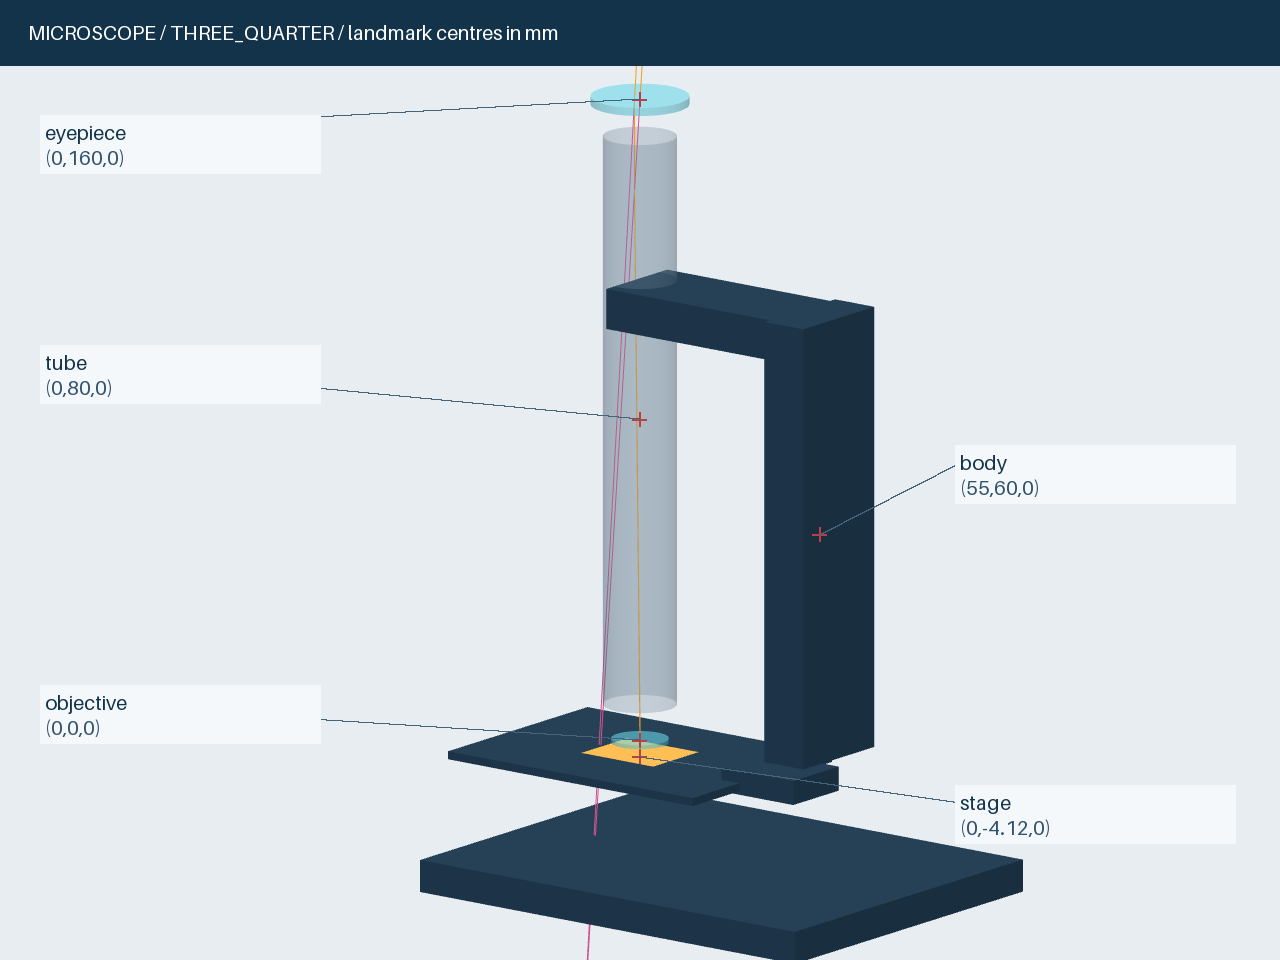 MICROSCOPE / THREE_QUARTER / landmark centres in mm
eyepiece
(0,160,0)
tube
(0,80,0)
body
(55,60,0)
objective
(0,0,0)
stage
(0,-4.12,0)